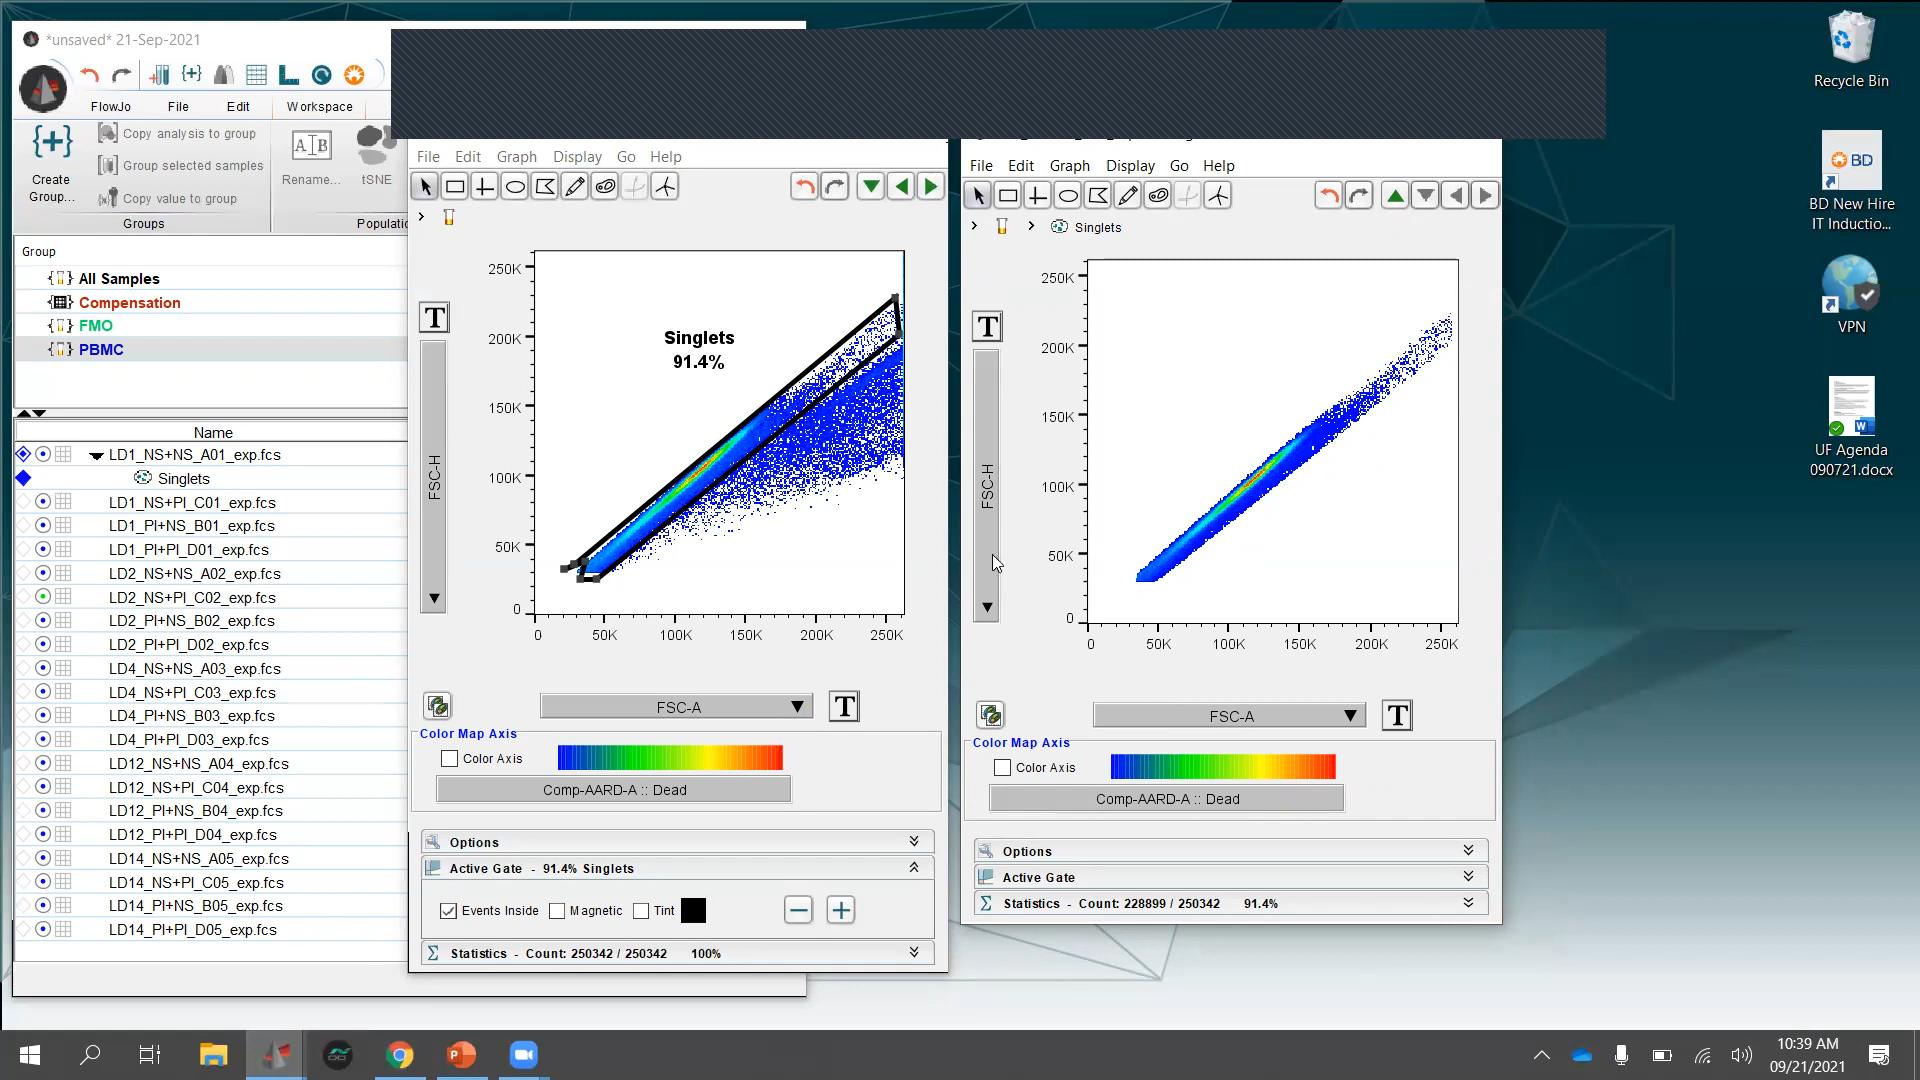 *unsaved* 21-Sep-2021
FlowJo File Edit Workspace
Create Group...
Copy analysis to group
Group selected samples
Copy value to group
Groups
A B
Rename...
tSNE
Group
All Samples
Compensation
FMO
PBMC
Name
LD1_NS+NS_A01_exp.fcs
Singlets
LD1_NS+PI_C01_exp.fcs
LD1_PI+NS_B01_exp.fcs
LD1_PI+PI_D01_exp.fcs
LD2_NS+NS_A02_exp.fcs
LD2_NS+PI_C02_exp.fcs
LD2_PI+NS_B02_exp.fcs
LD2_PI+PI_D02_exp.fcs
LD4_NS+NS_A03_exp.fcs
LD4_NS+PI_C03_exp.fcs
LD4_PI+NS_B03_exp.fcs
LD4_PI+PI_D03_exp.fcs
LD12_NS+NS_A04_exp.fcs
LD12_NS+PI_C04_exp.fcs
LD12_PI+NS_B04_exp.fcs
LD12_PI+PI_D04_exp.fcs
LD14_NS+NS_A05_exp.fcs
LD14_NS+PI_C05_exp.fcs
LD14_PI+NS_B05_exp.fcs
LD14_PI+PI_D05_exp.fcs
File Edit Graph Display Go Help
T
FSC-H
250K
200K
150K
100K
50K
0
Singlets
91.4%
0 50K 100K 150K 200K 250K
FSC-A
T
Color Map Axis
Color Axis
Comp-AARD-A :: Dead
Options
Active Gate - 91.4% Singlets
Events Inside Magnetic Tint
Statistics - Count: 250342 / 250342 100%
File Edit Graph Display Go Help
Singlets
T
FSC-H
250K
200K
150K
100K
50K
0
0 50K 100K 150K 200K 250K
FSC-A
T
Color Map Axis
Color Axis
Comp-AARD-A :: Dead
Options
Active Gate
Statistics - Count: 228899 / 250342 91.4%
Recycle Bin
BD
BD New Hire
IT Inductio...
VPN
W
UF Agenda
090721.docx
P
10:39 AM
09/21/2021